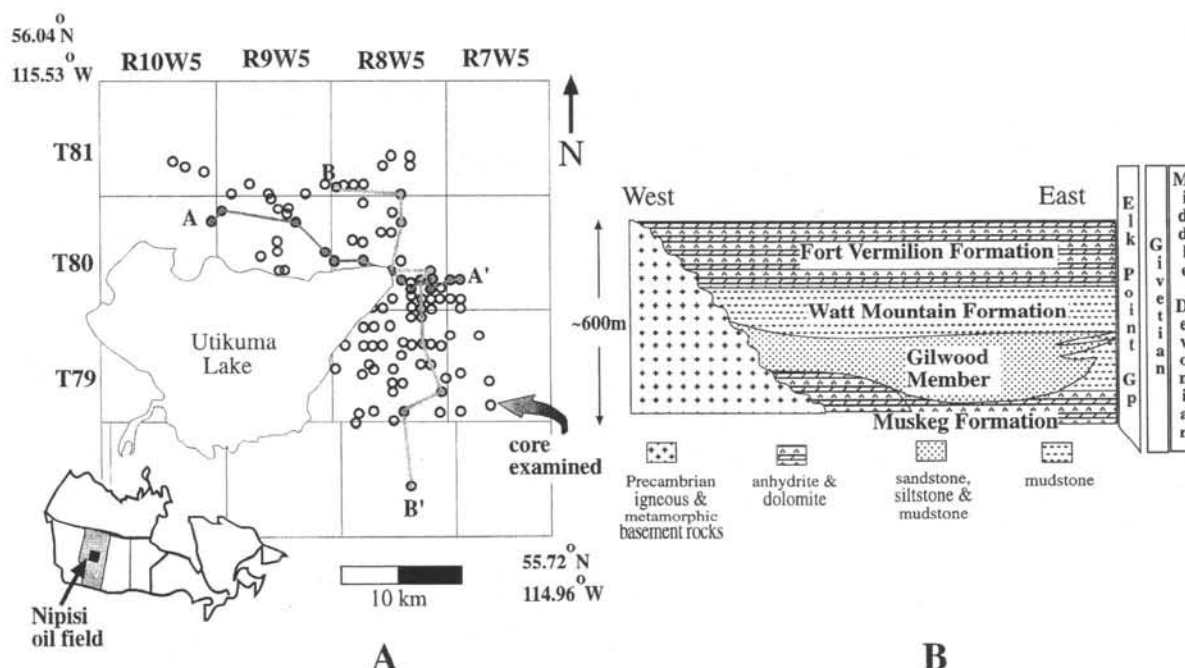 56.04°N
115.53°W
R10W5 R9W5 R8W5 R7W5
N
T81
B
A
T80
A'
Utikuma
Lake
T79
core
examined
B'
55.72°N
114.96°W
10 km
Nipisi
oil field
A
West East
Fort Vermilion Formation
Watt Mountain Formation
~600m
Gilwood
Member
Muskeg Formation
Elk Point Gp
Givetian
Middle Devonian
Precambrian
igneous &
metamorphic
basement rocks
anhydrite &
dolomite
sandstone,
siltstone &
mudstone
mudstone
B